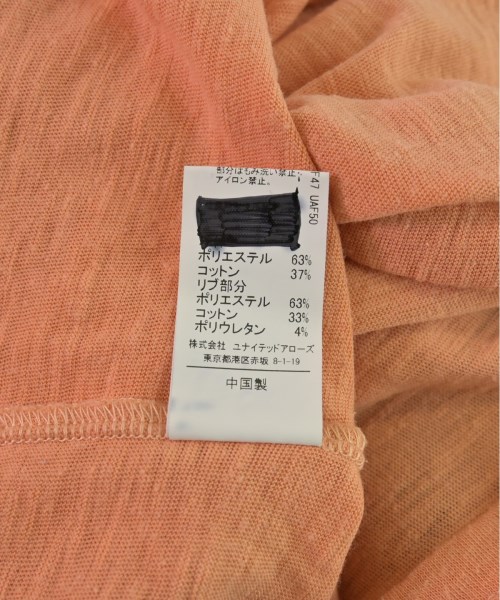 部分はもみ洗い禁止。
アイロン禁止。
ポリエステル 63%
コットン 37%
リブ部分
ポリエステル 63%
コットン 33%
ポリウレタン 4%
株式会社 ユナイテッドアローズ
東京都港区赤坂 8-1-19
中国製
F47 UAF50